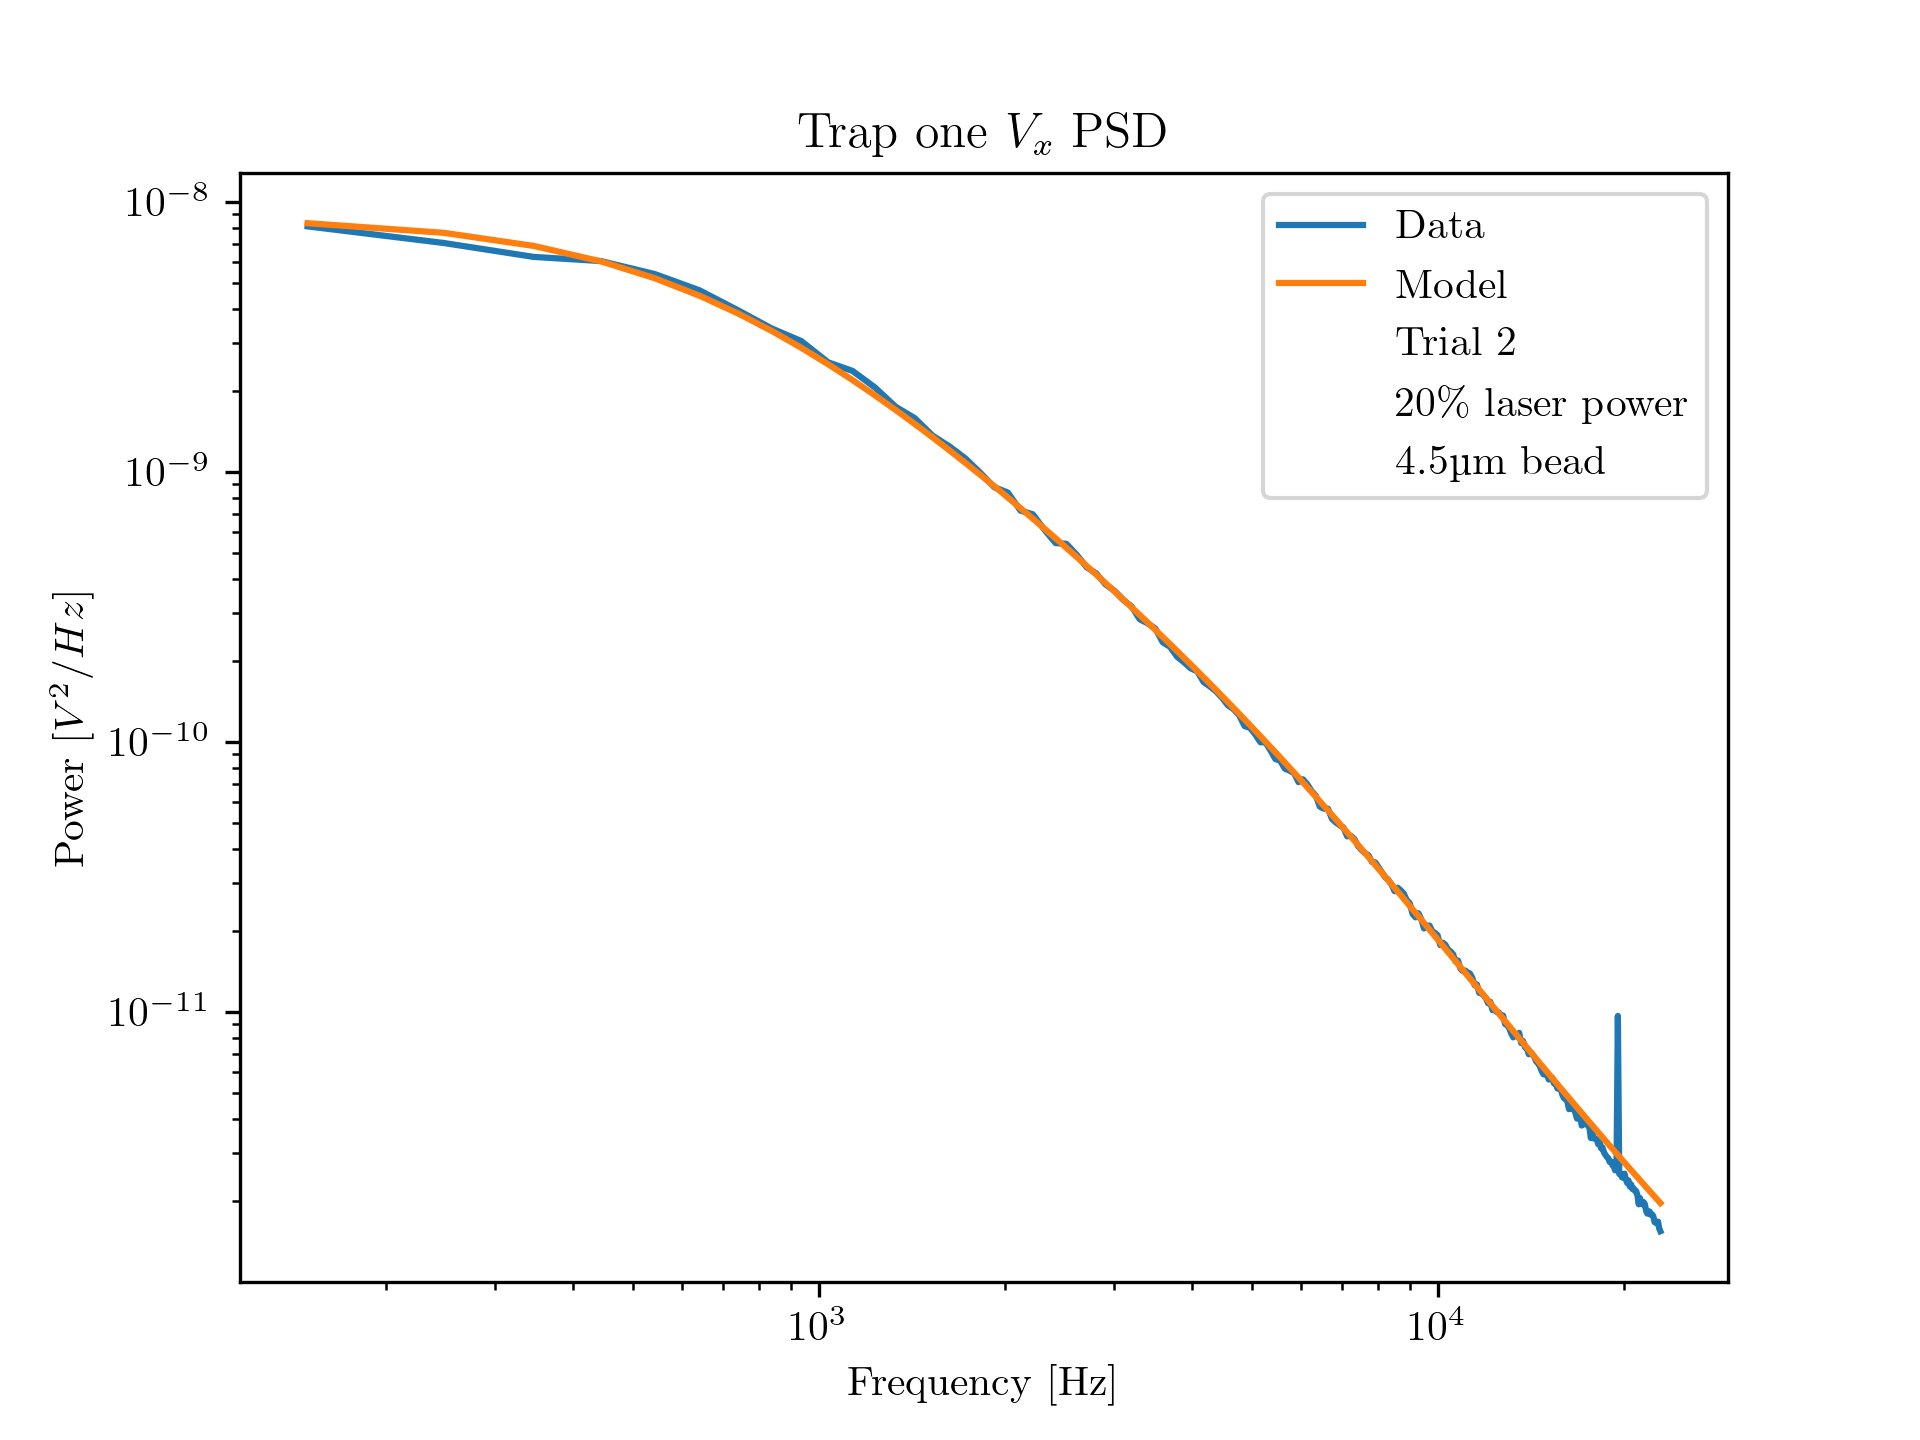 Trap one Vₓ PSD
10⁻⁸
10⁻⁹
10⁻¹⁰
10⁻¹¹
Power [V²/Hz]
Data
Model
Trial 2
20% laser power
4.5µm bead
10³
10⁴
Frequency [Hz]